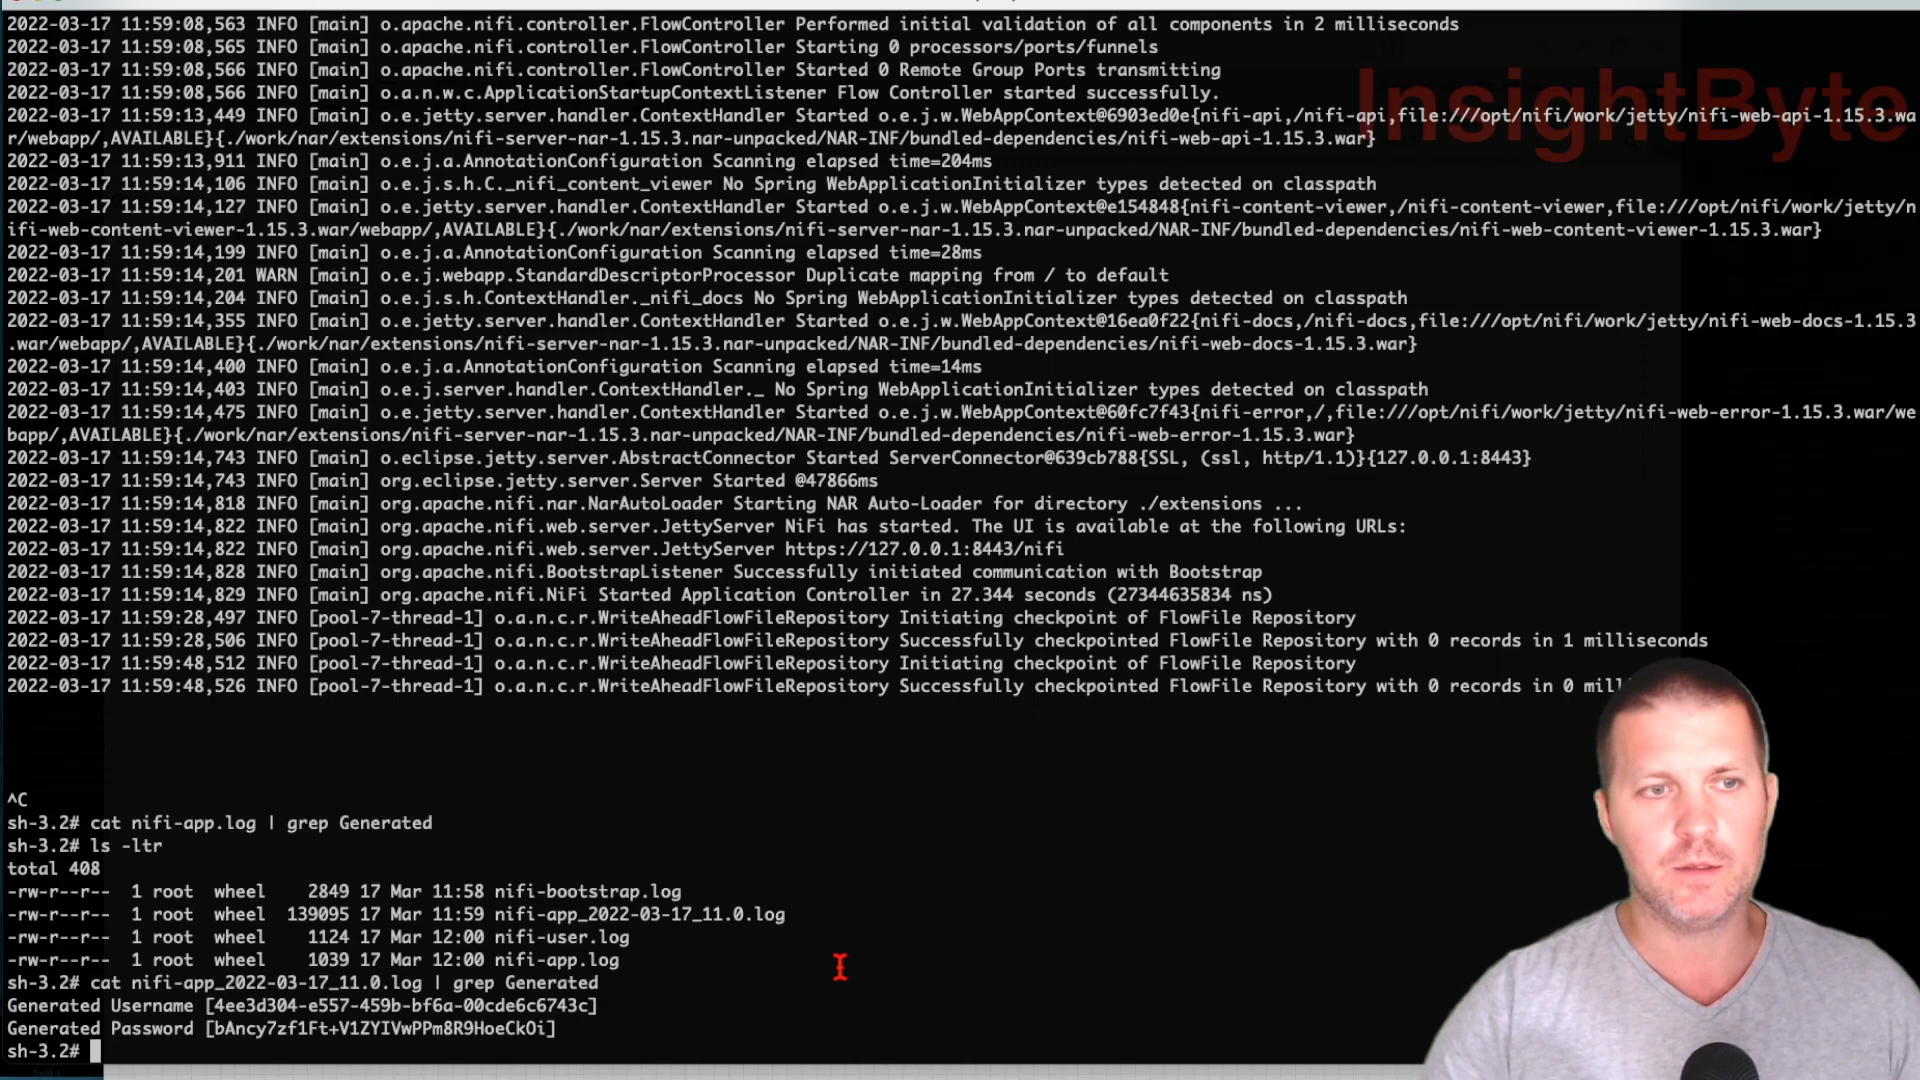 2022-03-17 11:59:08,563 INFO [main] o.apache.nifi.controller.FlowController Performed initial validation of all components in 2 milliseconds
2022-03-17 11:59:08,565 INFO [main] o.apache.nifi.controller.FlowController Starting 0 processors/ports/funnels
2022-03-17 11:59:08,566 INFO [main] o.apache.nifi.controller.FlowController Started 0 Remote Group Ports transmitting
2022-03-17 11:59:08,566 INFO [main] o.a.n.w.c.ApplicationStartupContextListener Flow Controller started successfully.
InsightByte
2022-03-17 11:59:13,449 INFO [main] o.e.jetty.server.handler.ContextHandler Started o.e.j.w.WebAppContext@6903ed0e{nifi-api,/nifi-api,file:///opt/nifi/work/jetty/nifi-web-api-1.15.3.wa
r/webapp/,AVAILABLE}{./work/nar/extensions/nifi-server-nar-1.15.3.nar-unpacked/NAR-INF/bundled-dependencies/nifi-web-api-1.15.3.war}
2022-03-17 11:59:13,911 INFO [main] o.e.j.a.AnnotationConfiguration Scanning elapsed time=204ms
2022-03-17 11:59:14,106 INFO [main] o.e.j.s.h.C._nifi_content_viewer No Spring WebApplicationInitializer types detected on classpath
2022-03-17 11:59:14,127 INFO [main] o.e.jetty.server.handler.ContextHandler Started o.e.j.w.WebAppContext@e154848{nifi-content-viewer,/nifi-content-viewer,file:///opt/nifi/work/jetty/n
ifi-web-content-viewer-1.15.3.war/webapp/,AVAILABLE}{./work/nar/extensions/nifi-server-nar-1.15.3.nar-unpacked/NAR-INF/bundled-dependencies/nifi-web-content-viewer-1.15.3.war}
2022-03-17 11:59:14,199 INFO [main] o.e.j.a.AnnotationConfiguration Scanning elapsed time=28ms
2022-03-17 11:59:14,201 WARN [main] o.e.j.webapp.StandardDescriptorProcessor Duplicate mapping from / to default
2022-03-17 11:59:14,204 INFO [main] o.e.j.s.h.ContextHandler._nifi_docs No Spring WebApplicationInitializer types detected on classpath
2022-03-17 11:59:14,355 INFO [main] o.e.jetty.server.handler.ContextHandler Started o.e.j.w.WebAppContext@16ea0f22{nifi-docs,/nifi-docs,file:///opt/nifi/work/jetty/nifi-web-docs-1.15.3
.war/webapp/,AVAILABLE}{./work/nar/extensions/nifi-server-nar-1.15.3.nar-unpacked/NAR-INF/bundled-dependencies/nifi-web-docs-1.15.3.war}
2022-03-17 11:59:14,400 INFO [main] o.e.j.a.AnnotationConfiguration Scanning elapsed time=14ms
2022-03-17 11:59:14,403 INFO [main] o.e.j.server.handler.ContextHandler._ No Spring WebApplicationInitializer types detected on classpath
2022-03-17 11:59:14,475 INFO [main] o.e.jetty.server.handler.ContextHandler Started o.e.j.w.WebAppContext@60fc7f43{nifi-error,/,file:///opt/nifi/work/jetty/nifi-web-error-1.15.3.war/we
bapp/,AVAILABLE}{./work/nar/extensions/nifi-server-nar-1.15.3.nar-unpacked/NAR-INF/bundled-dependencies/nifi-web-error-1.15.3.war}
2022-03-17 11:59:14,743 INFO [main] o.eclipse.jetty.server.AbstractConnector Started ServerConnector@639cb788{SSL, (ssl, http/1.1)}{127.0.0.1:8443}
2022-03-17 11:59:14,743 INFO [main] org.eclipse.jetty.server.Server Started @47866ms
2022-03-17 11:59:14,818 INFO [main] org.apache.nifi.nar.NarAutoLoader Starting NAR Auto-Loader for directory ./extensions ...
2022-03-17 11:59:14,822 INFO [main] org.apache.nifi.web.server.JettyServer NiFi has started. The UI is available at the following URLs:
2022-03-17 11:59:14,822 INFO [main] org.apache.nifi.web.server.JettyServer https://127.0.0.1:8443/nifi
2022-03-17 11:59:14,828 INFO [main] org.apache.nifi.BootstrapListener Successfully initiated communication with Bootstrap
2022-03-17 11:59:14,829 INFO [main] org.apache.nifi.NiFi Started Application Controller in 27.344 seconds (27344635834 ns)
2022-03-17 11:59:28,497 INFO [pool-7-thread-1] o.a.n.c.r.WriteAheadFlowFileRepository Initiating checkpoint of FlowFile Repository
2022-03-17 11:59:28,506 INFO [pool-7-thread-1] o.a.n.c.r.WriteAheadFlowFileRepository Successfully checkpointed FlowFile Repository with 0 records in 1 milliseconds
2022-03-17 11:59:48,512 INFO [pool-7-thread-1] o.a.n.c.r.WriteAheadFlowFileRepository Initiating checkpoint of FlowFile Repository
2022-03-17 11:59:48,526 INFO [pool-7-thread-1] o.a.n.c.r.WriteAheadFlowFileRepository Successfully checkpointed FlowFile Repository with 0 records in 0 mill
^C
sh-3.2# cat nifi-app.log | grep Generated
sh-3.2# ls -ltr
total 408
-rw-r--r--  1 root  wheel    2849 17 Mar 11:58 nifi-bootstrap.log
-rw-r--r--  1 root  wheel  139095 17 Mar 11:59 nifi-app_2022-03-17_11.0.log
-rw-r--r--  1 root  wheel    1124 17 Mar 12:00 nifi-user.log
-rw-r--r--  1 root  wheel    1039 17 Mar 12:00 nifi-app.log
sh-3.2# cat nifi-app_2022-03-17_11.0.log | grep Generated
Generated Username [4ee3d304-e557-459b-bf6a-00cde6c6743c]
Generated Password [bAncy7zf1Ft+V1ZYIVwPPm8R9HoeCkOi]
sh-3.2#